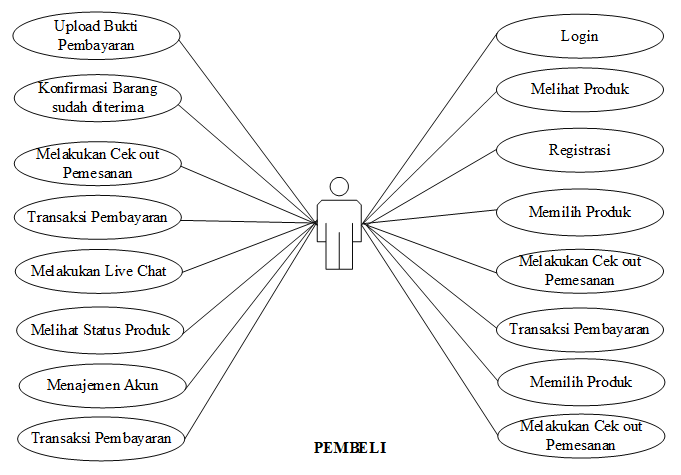 Upload Bukti
Pembayaran
Konfirmasi Barang
sudah diterima
Melakukan Cek out
Pemesanan
Transaksi Pembayaran
Melakukan Live Chat
Melihat Status Produk
Menajemen Akun
Transaksi Pembayaran
Login
Melihat Produk
Registrasi
Memilih Produk
Melakukan Cek out
Pemesanan
Transaksi Pembayaran
Memilih Produk
Melakukan Cek out
Pemesanan
PEMBELI